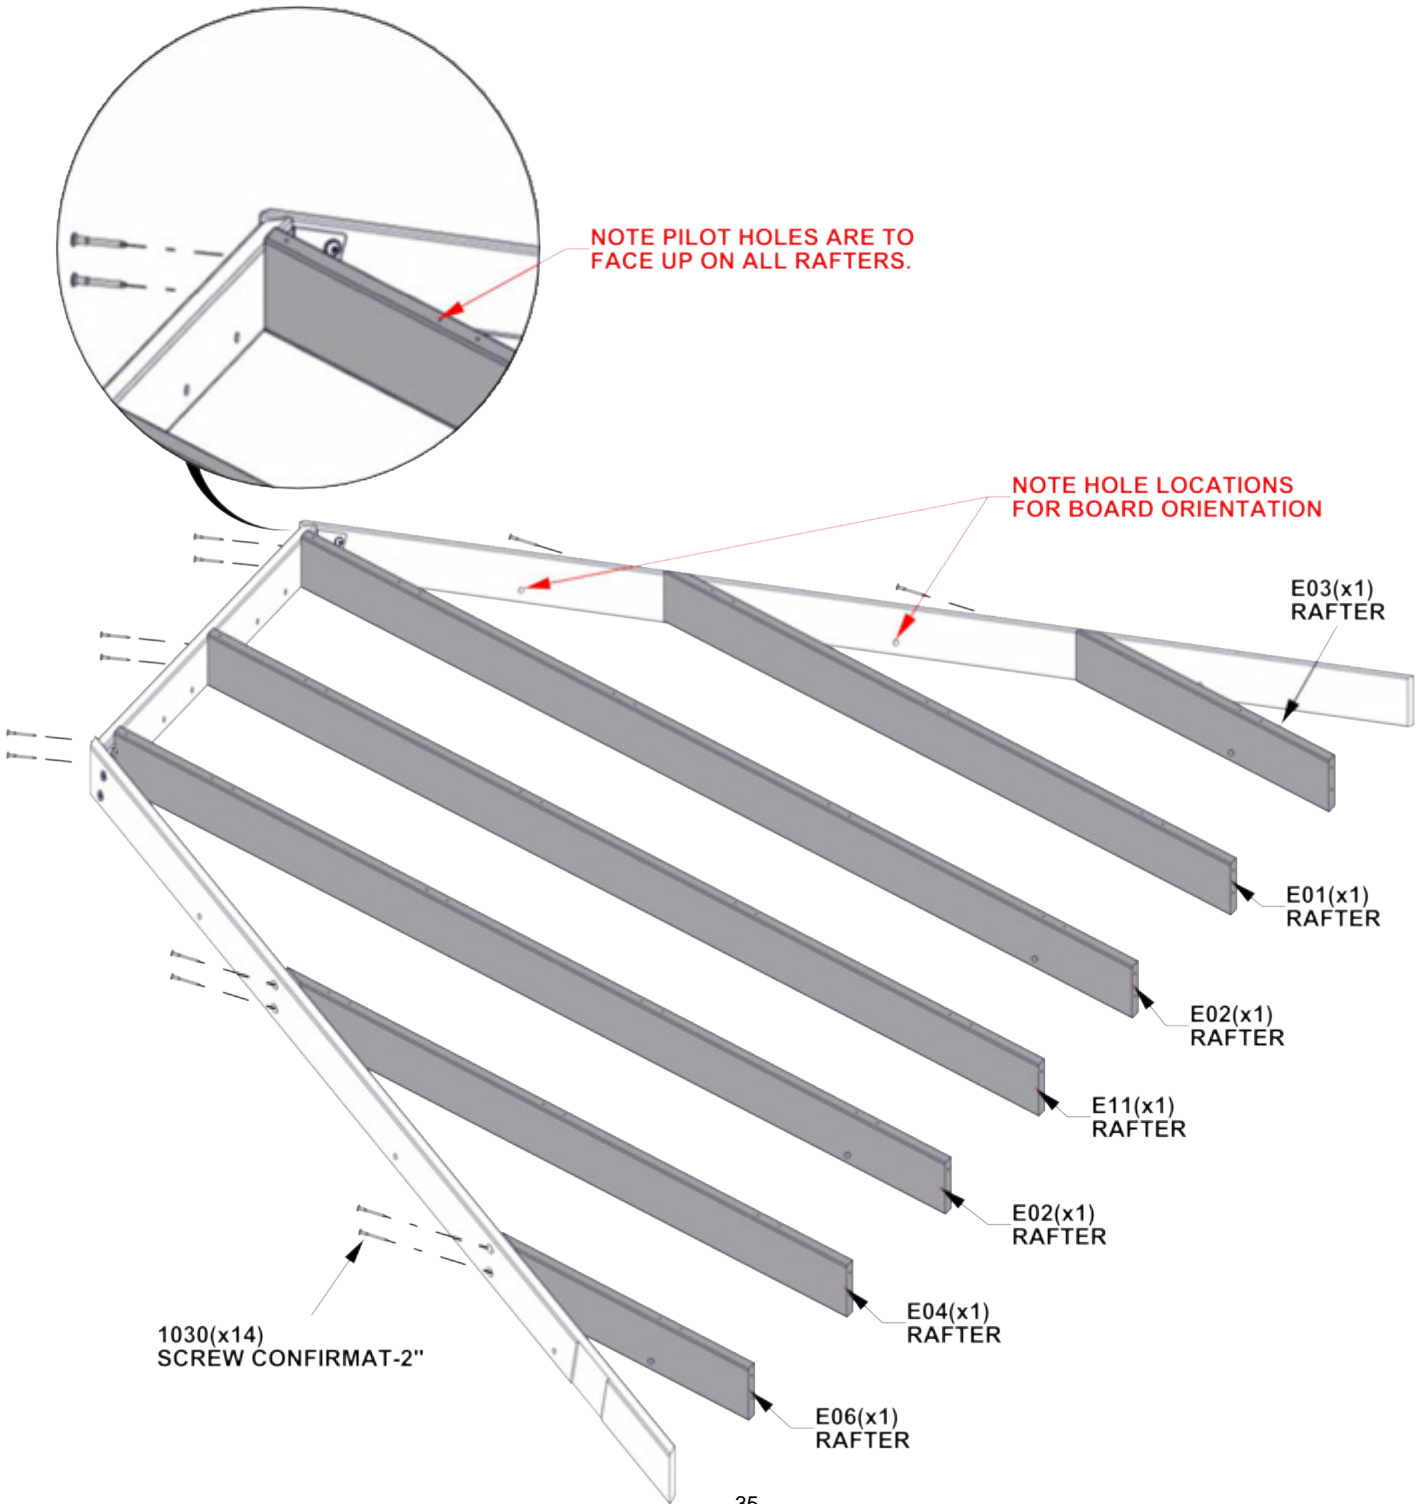 NOTE PILOT HOLES ARE TO
FACE UP ON ALL RAFTERS.
NOTE HOLE LOCATIONS
FOR BOARD ORIENTATION
E03(x1)
RAFTER
E01(x1)
RAFTER
E02(x1)
RAFTER
E11(x1)
RAFTER
E02(x1)
RAFTER
E04(x1)
RAFTER
E06(x1)
RAFTER
1030(x14)
SCREW CONFIRMAT-2"
35